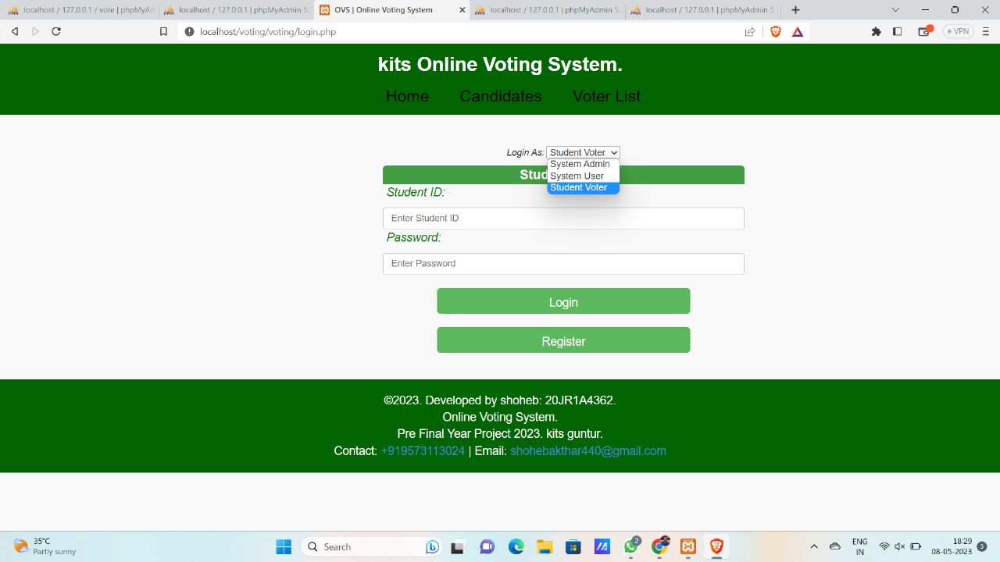 localhost / 127.0.0.1 / vote | phpMyAd
localhost / 127.0.0.1 | phpMyAdmin 5.
OVS | Online Voting System
localhost / 127.0.0.1 | phpMyAdmin 5.
localhost / 127.0.0.1 | phpMyAdmin 5.
localhost/voting/voting/login.php
VPN
kits Online Voting System.
Home Candidates Voter List
Login As: Student Voter
System Admin
System User
Student Voter
Stud
Student ID:
Enter Student ID
Password:
Enter Password
Login
Register
©2023. Developed by shoheb: 20JR1A4362.
Online Voting System.
Pre Final Year Project 2023. kits guntur.
Contact: +919573113024 | Email: shohebakthar440@gmail.com
35°C
Partly sunny
Search
2
ENG
IN
18:29
08-05-2023
3